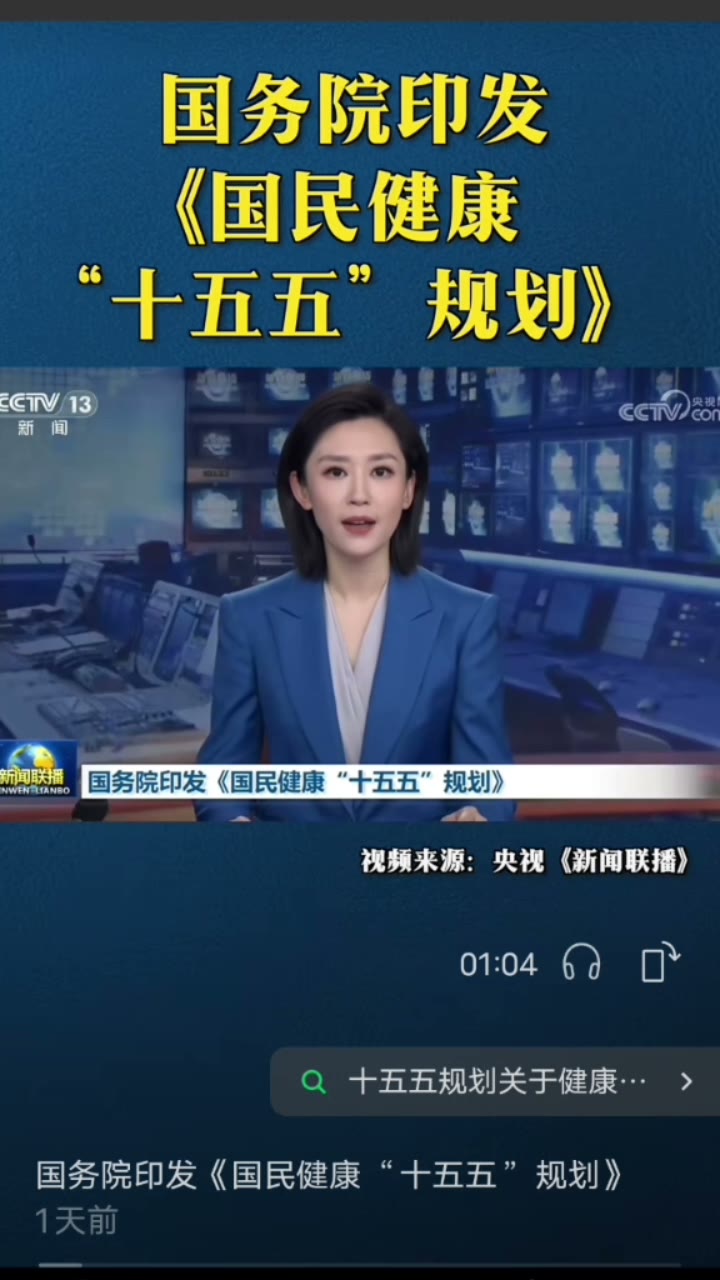 国务院印发
《国民健康
“十五五”规划》
CCTV 13
新闻
CCTV 央视网
com
新闻联播
INWEN LIANBO
国务院印发《国民健康“十五五”规划》
视频来源：央视《新闻联播》
01:04
十五五规划关于健康…
国务院印发《国民健康“十五五”规划》
1天前